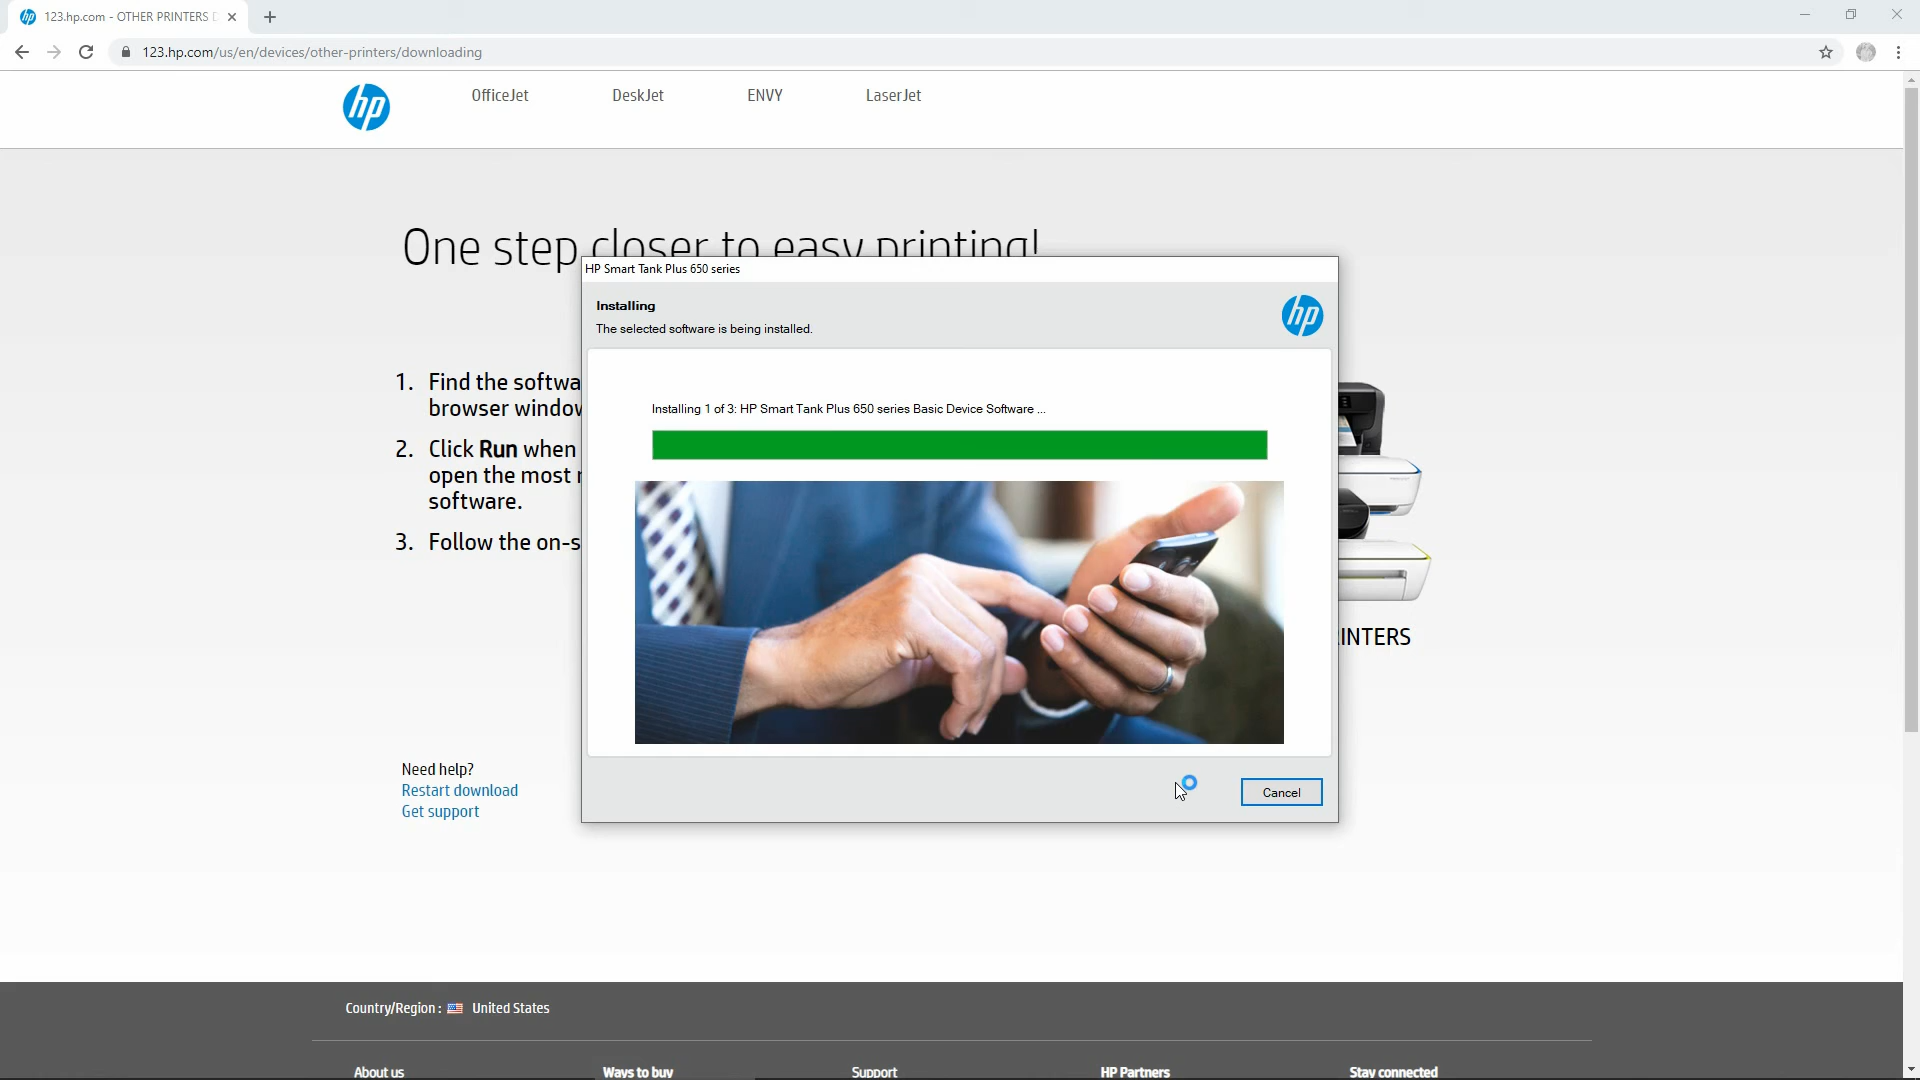 123.hp.com - OTHER PRINTERS
123.hp.com/us/en/devices/other-printers/downloading
hp
OfficeJet
DeskJet
ENVY
LaserJet
One step closer to easy printing!
HP Smart Tank Plus 650 series
Installing
The selected software is being installed.
hp
Installing 1 of 3: HP Smart Tank Plus 650 series Basic Device Software ...
1. Find the softwa
browser window
2. Click Run when
open the most
software.
3. Follow the on-s
INTERS
Cancel
Need help?
Restart download
Get support
Country/Region : United States
About us
Ways to buy
Support
HP Partners
Stay connected